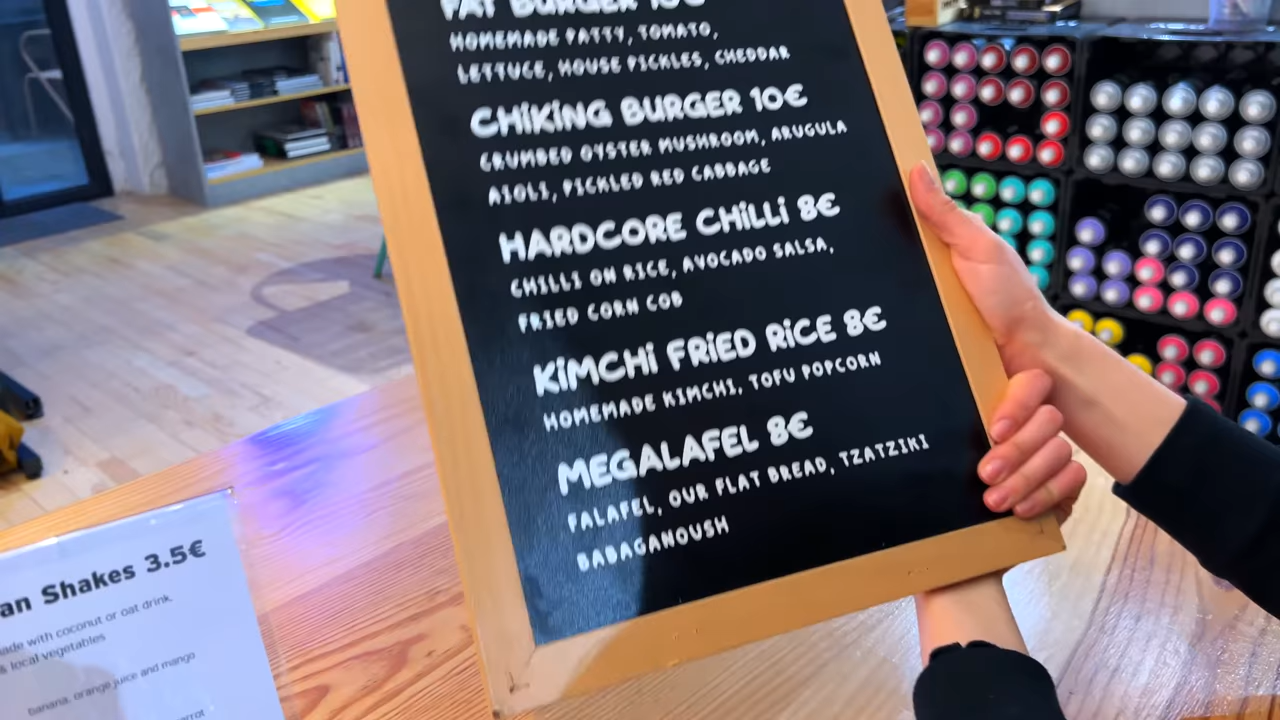 FAT BURGER 10€
HOMEMADE PATTY, TOMATO,
LETTUCE, HOUSE PICKLES, CHEDDAR
CHiKiNG BURGER 10€
CRUMBED OYSTER MUSHROOM, ARUGULA
AIOLI, PICKLED RED CABBAGE
HARDCORE CHiLLi 8€
CHILLI ON RICE, AVOCADO SALSA,
FRIED CORN COB
KiMCHi FRiED RiCE 8€
HOMEMADE KIMCHI, TOFU POPCORN
MEGALAFEL 8€
FALAFEL, OUR FLAT BREAD, TZATZIKI
BABAGANOUSH
an Shakes 3.5€
ade with coconut or oat drink,
& local vegetables
banana, orange juice and mango
arrot